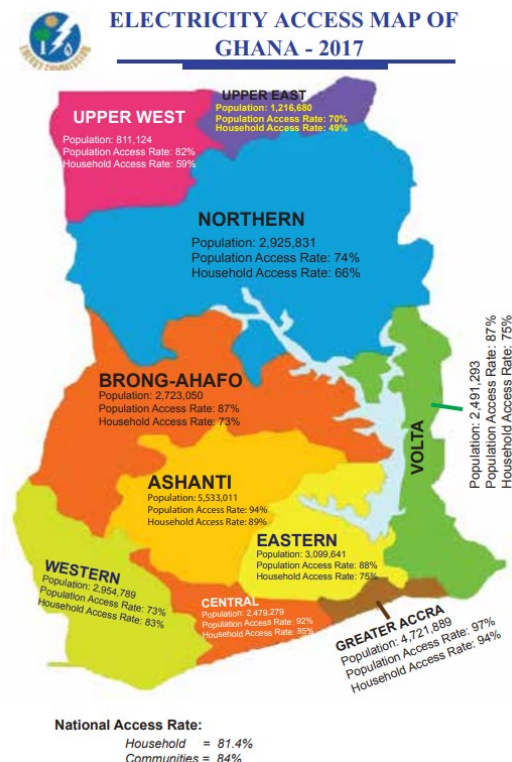 ENERGY COMMISSION
ELECTRICITY ACCESS MAP OF
GHANA - 2017
UPPER EAST
Population: 1,216,680
Population Access Rate: 70%
Household Access Rate: 49%
UPPER WEST
Population: 811,124
Population Access Rate: 82%
Household Access Rate: 59%
NORTHERN
Population: 2,925,831
Population Access Rate: 74%
Household Access Rate: 66%
BRONG-AHAFO
Population: 2,723,050
Population Access Rate: 87%
Household Access Rate: 73%
VOLTA
Population: 2,491,293
Population Access Rate: 87%
Household Access Rate: 75%
ASHANTI
Population: 5,533,011
Population Access Rate: 94%
Household Access Rate: 89%
EASTERN
Population: 3,099,641
Population Access Rate: 88%
Household Access Rate: 75%
WESTERN
Population: 2,954,789
Population Access Rate: 73%
Household Access Rate: 83%
CENTRAL
Population: 2,479,279
Population Access Rate: 92%
Household Access Rate: 85%
GREATER ACCRA
Population: 4,721,889
Population Access Rate: 97%
Household Access Rate: 94%
National Access Rate:
Household = 81.4%
Communities = 84%